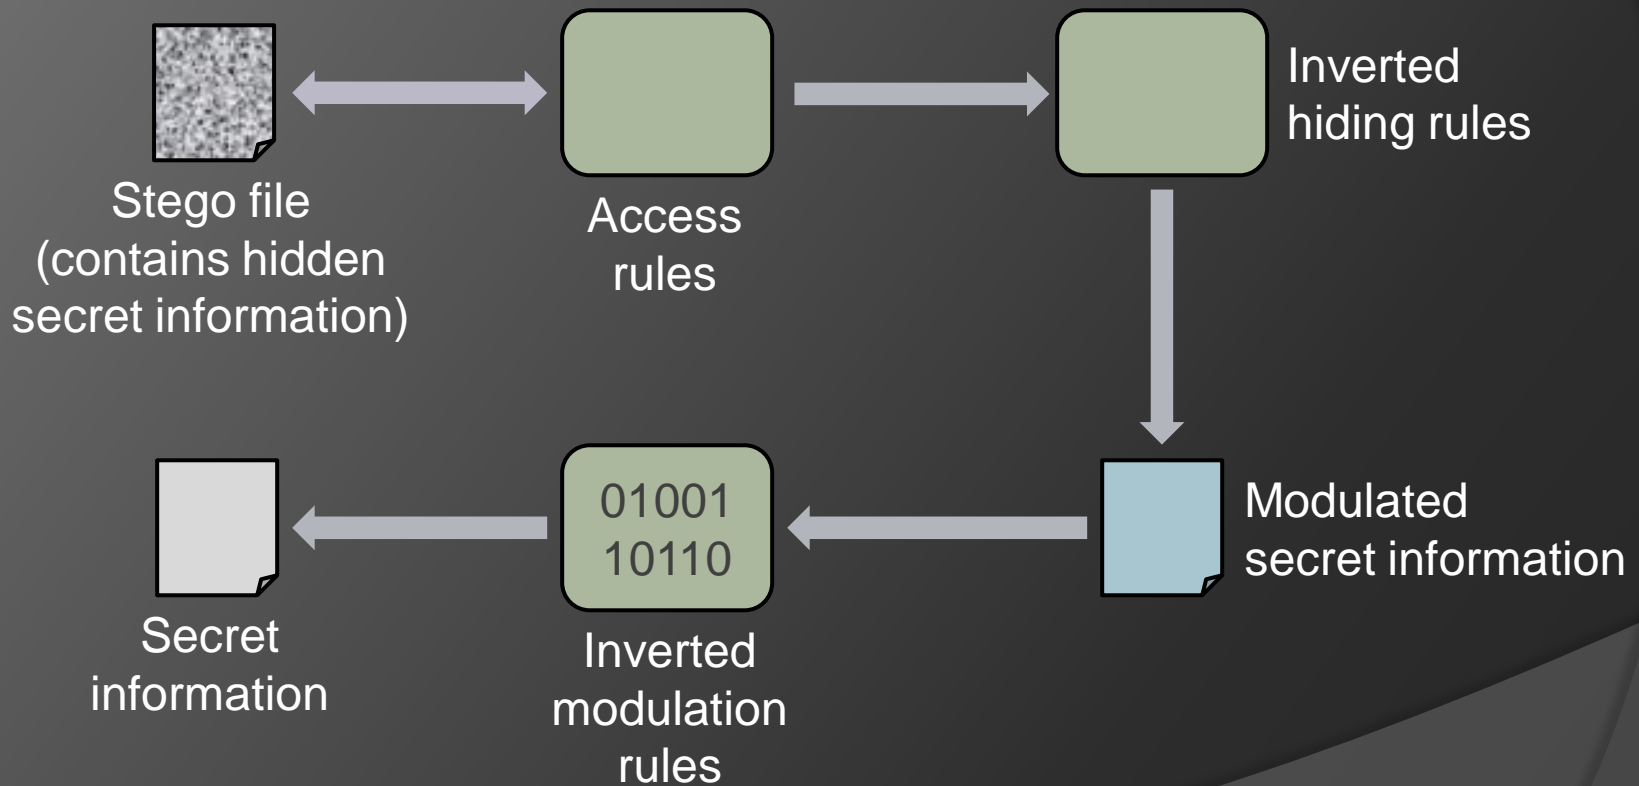 Stego file
(contains hidden
secret information)
Access
rules
Inverted
hiding rules
Modulated
secret information
01001
10110
Inverted
modulation
rules
Secret
information